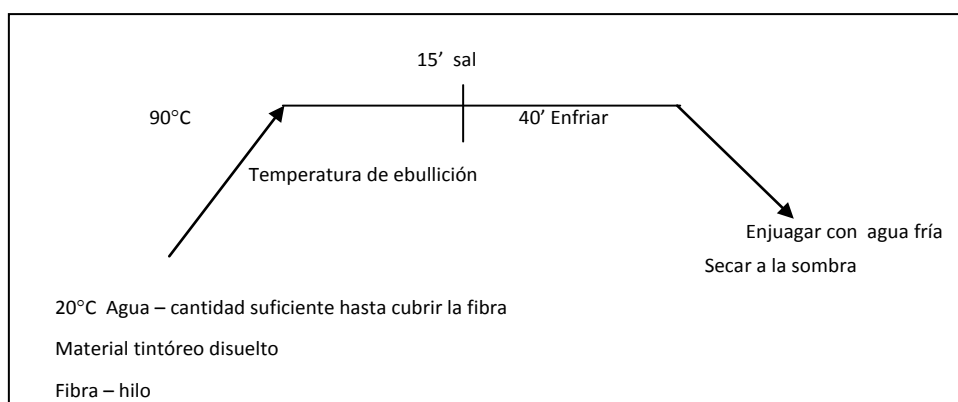 15’ sal
90°C
40’ Enfriar
Temperatura de ebullición
Enjuagar con agua fría
Secar a la sombra
20°C Agua – cantidad suficiente hasta cubrir la fibra
Material tintóreo disuelto
Fibra – hilo